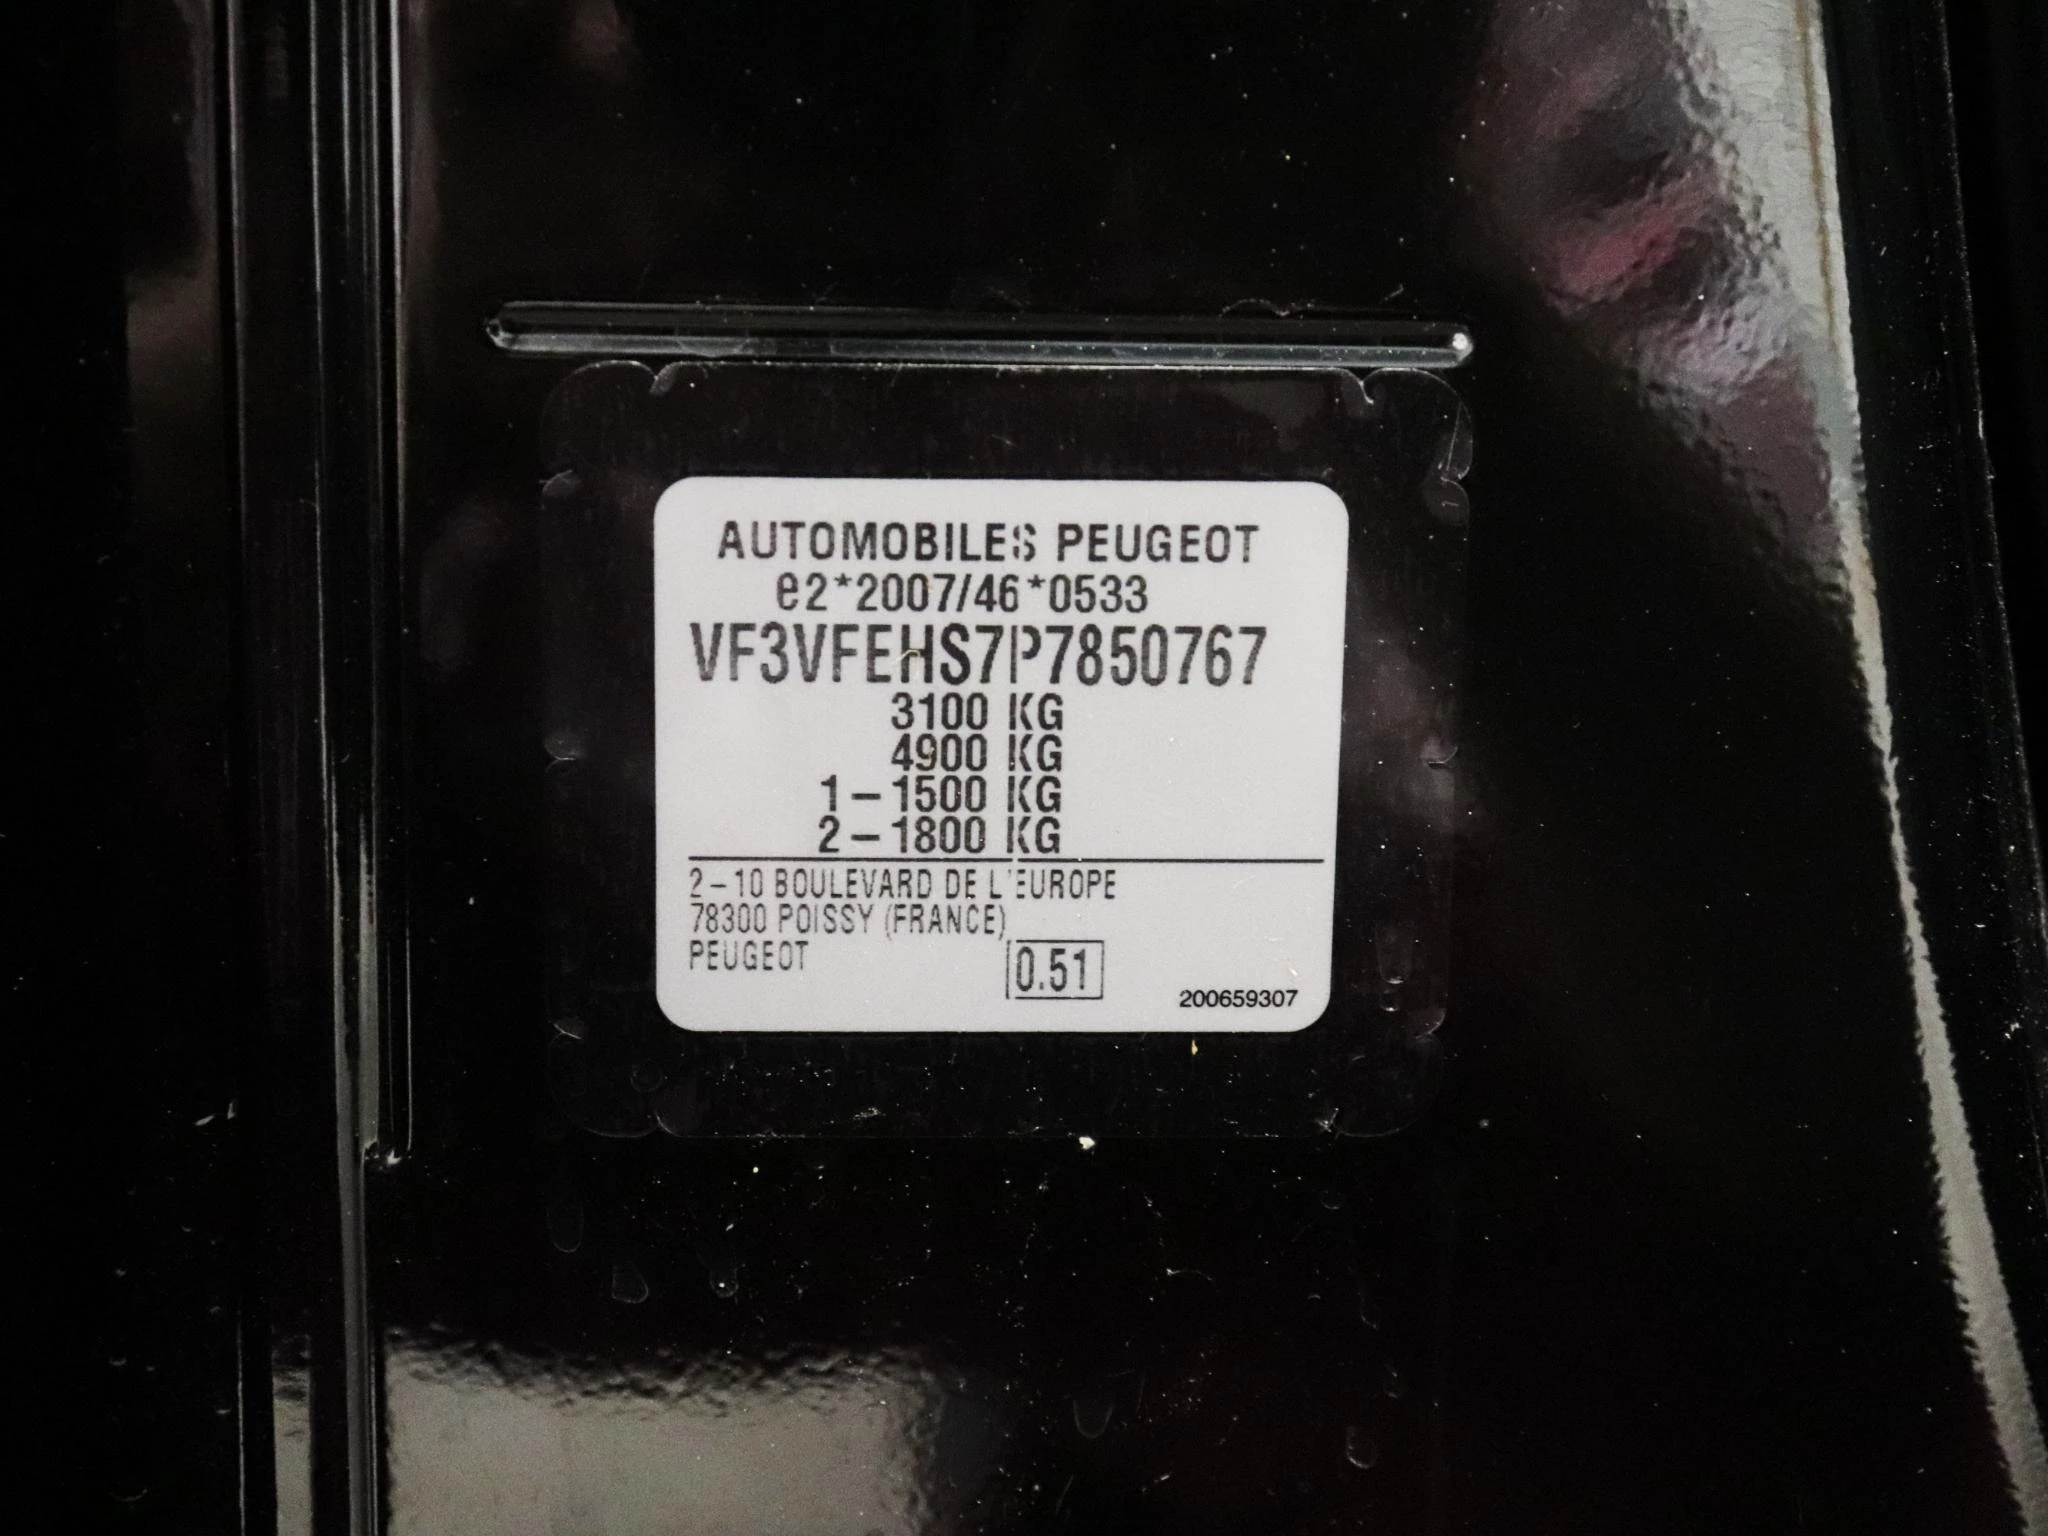 AUTOMOBILES PEUGEOT
e2*2007/46*0533
VF3VFEHS7P7850767
3100 KG
4900 KG
1-1500 KG
2-1800 KG
2-10 BOULEVARD DE L'EUROPE
78300 POISSY (FRANCE)
PEUGEOT
0.51
200659307